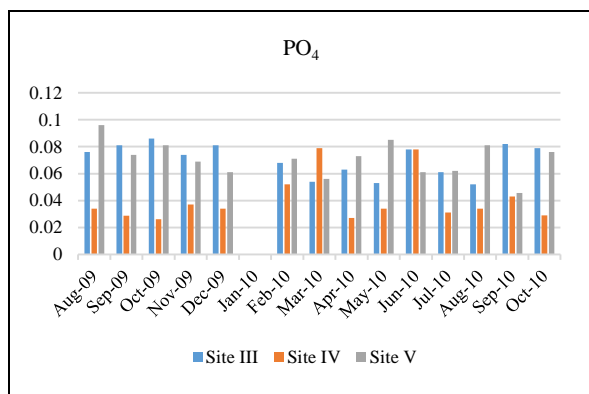 PO₄
0.12
0.1
0.08
0.06
0.04
0.02
0
Aug-09 Sep-09 Oct-09 Nov-09 Dec-09 Jan-10 Feb-10 Mar-10 Apr-10 May-10 Jun-10 Jul-10 Aug-10 Sep-10 Oct-10
Site III Site IV Site V